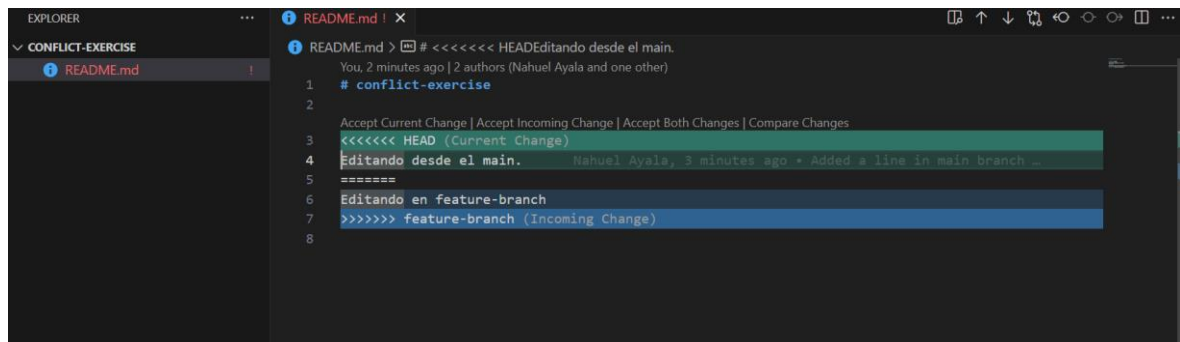 EXPLORER ...
README.md ! X
CONFLICT-EXERCISE
README.md !
README.md > # <<<<<<< HEADEditando desde el main.
You, 2 minutes ago | 2 authors (Nahuel Ayala and one other)
1 # conflict-exercise
2
Accept Current Change | Accept Incoming Change | Accept Both Changes | Compare Changes
3 <<<<<<< HEAD (Current Change)
4 Editando desde el main. Nahuel Ayala, 3 minutes ago • Added a line in main branch …
5 =======
6 Editando en feature-branch
7 >>>>>>> feature-branch (Incoming Change)
8